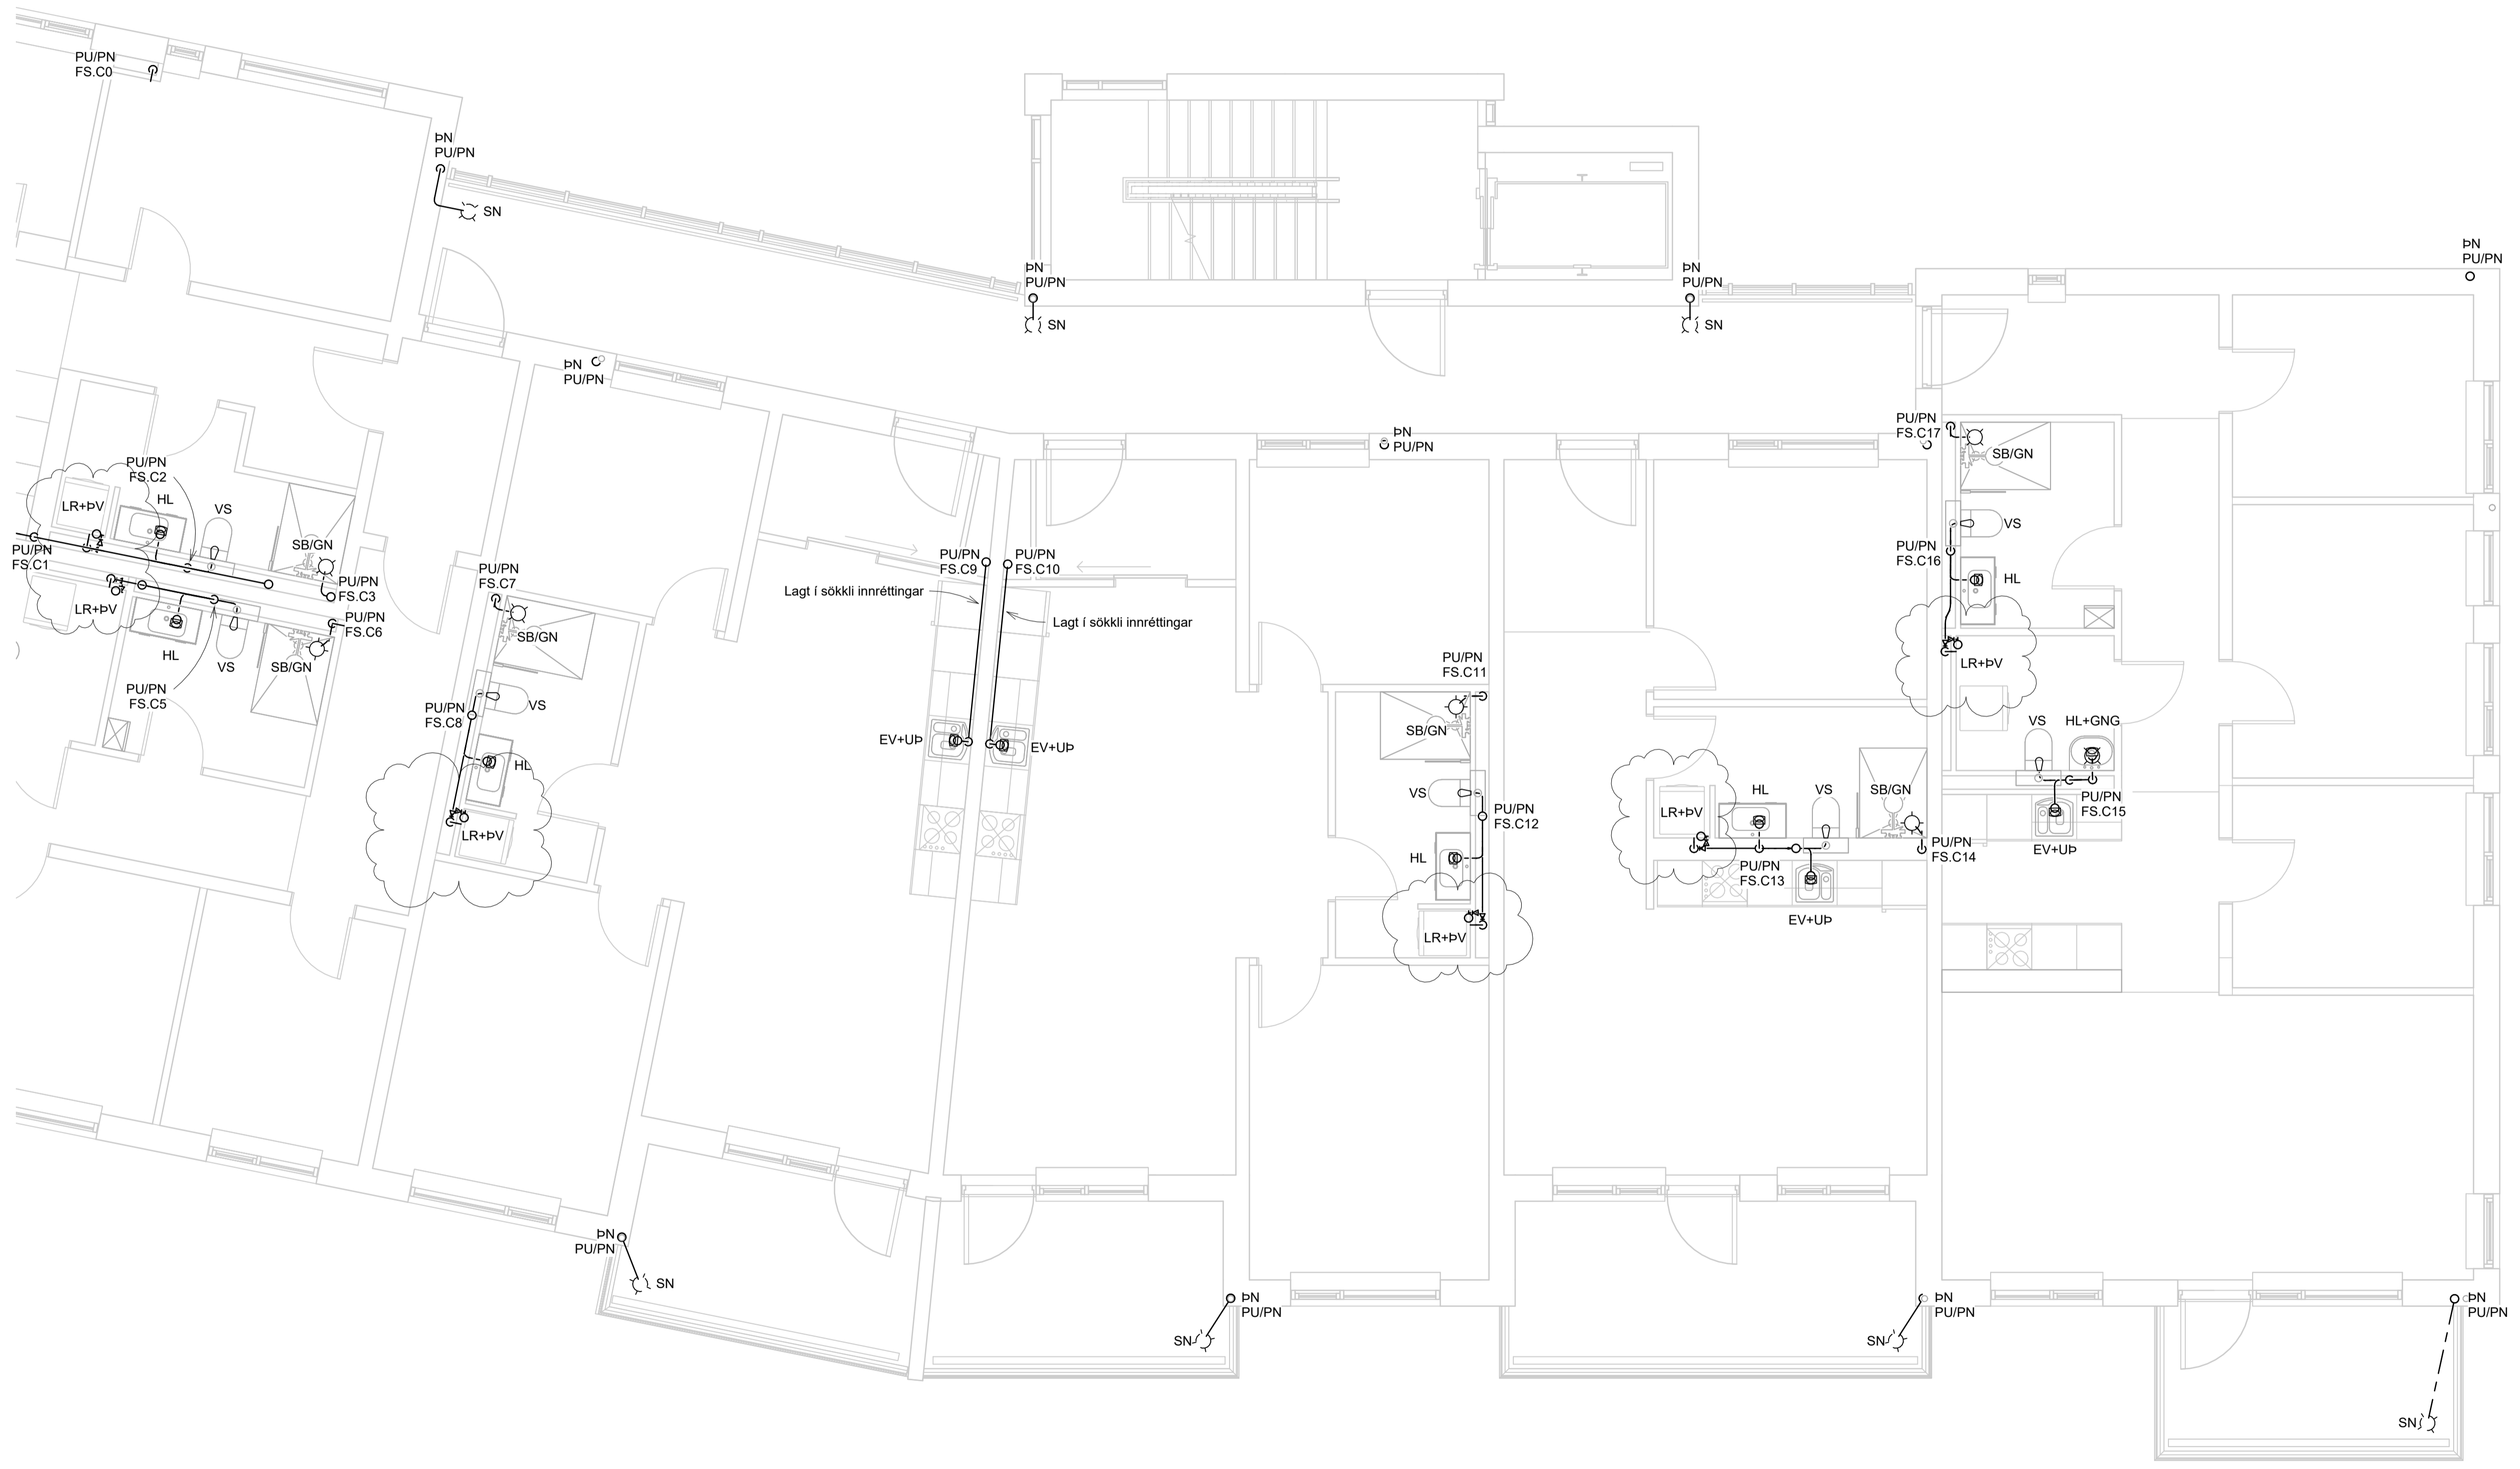 PU/PN
FS.C0
ÞN
PU/PN
SN
ÞN
PU/PN
SN
ÞN
PU/PN
SN
ÞN
PU/PN
ÞN
PU/PN
ÞN
PU/PN
PU/PN
FS.C17
SB/GN
VS
PU/PN
FS.C16
HL
LR+ÞV
PU/PN
FS.C2
LR+ÞV
HL
VS
SB/GN
PU/PN
FS.C1
PU/PN
FS.C3
LR+ÞV
PU/PN
FS.C6
HL
VS
SB/GN
PU/PN
FS.C5
PU/PN
FS.C7
SB/GN
VS
PU/PN
FS.C8
HL
LR+ÞV
PU/PN
FS.C9
PU/PN
FS.C10
Lagt í sökkli innréttingar
Lagt í sökkli innréttingar
EV+UÞ
EV+UÞ
PU/PN
FS.C11
SB/GN
VS
PU/PN
FS.C12
HL
LR+ÞV
LR+ÞV
HL
VS
SB/GN
PU/PN
FS.C13
PU/PN
FS.C14
EV+UÞ
VS
HL+GNG
PU/PN
FS.C15
EV+UÞ
ÞN
PU/PN
SN
ÞN
PU/PN
SN
ÞN
PU/PN
SN
ÞN
PU/PN
SN